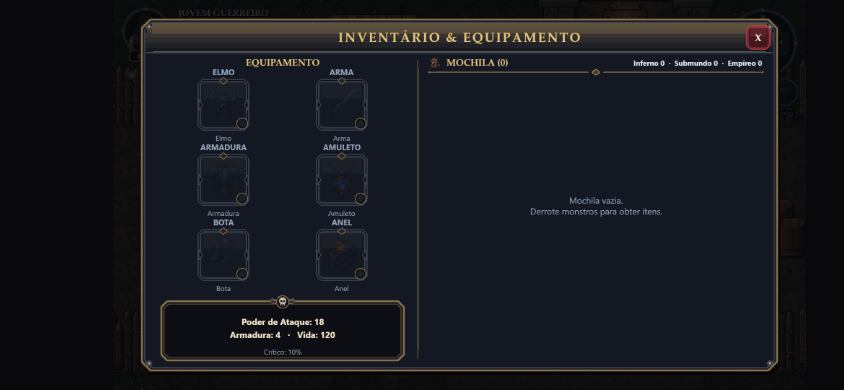 JOVEM GUERREIRO
INVENTÁRIO & EQUIPAMENTO
X
EQUIPAMENTO
ELMO
ARMA
Elmo
Arma
ARMADURA
AMULETO
Armadura
Amuleto
BOTA
ANEL
Bota
Anel
Poder de Ataque: 18
Armadura: 4 · Vida: 120
Crítico: 10%
MOCHILA (0)
Inferno 0 · Submundo 0 · Empíreo 0
Mochila vazia.
Derrote monstros para obter itens.